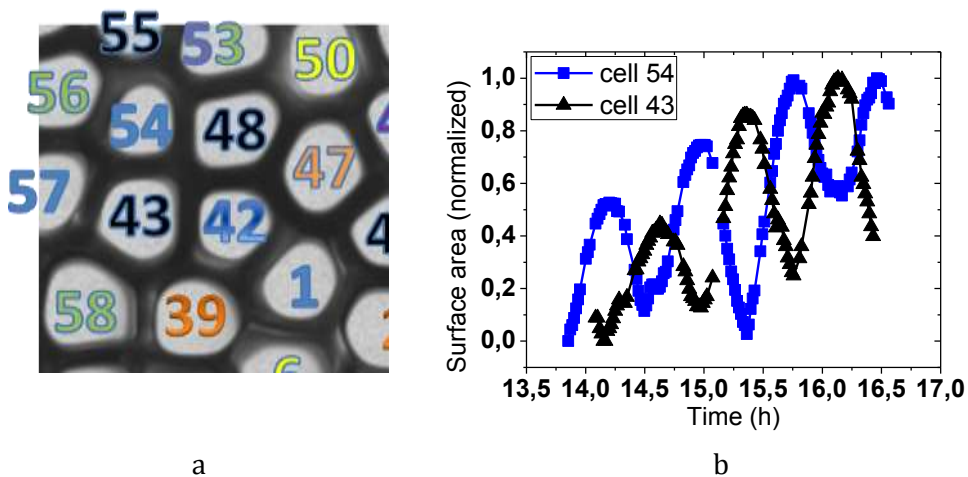 55 53 50
56 54 48
47
57 43 42
1
58 39
6
a
Surface area (normalized)
1,0
0,8
0,6
0,4
0,2
0,0
cell 54
cell 43
13,5 14,0 14,5 15,0 15,5 16,0 16,5 17,0
Time (h)
b